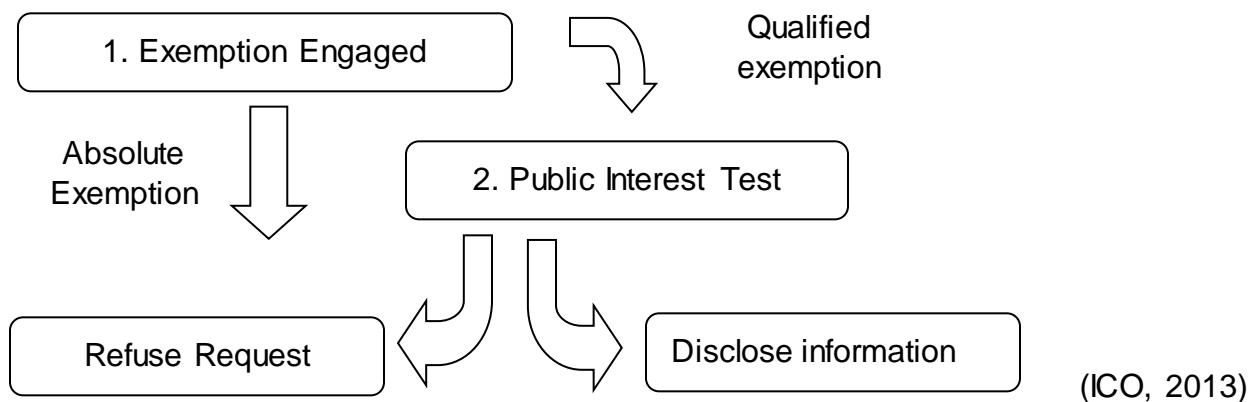 1. Exemption Engaged
Qualified
exemption
Absolute
Exemption
2. Public Interest Test
Refuse Request
Disclose information
(ICO, 2013)